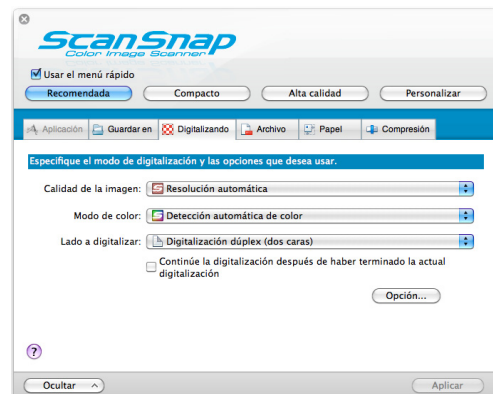 ScanSnap
Color Image Scanner
Usar el menú rápido
Recomendada Compacto Alta calidad Personalizar
Aplicación Guardar en Digitalizando Archivo Papel Compresión
Especifique el modo de digitalización y las opciones que desea usar.
Calidad de la imagen: Resolución automática
Modo de color: Detección automática de color
Lado a digitalizar: Digitalización dúplex (dos caras)
Continúe la digitalización después de haber terminado la actual
digitalización
Opción...
?
Ocultar Aplicar